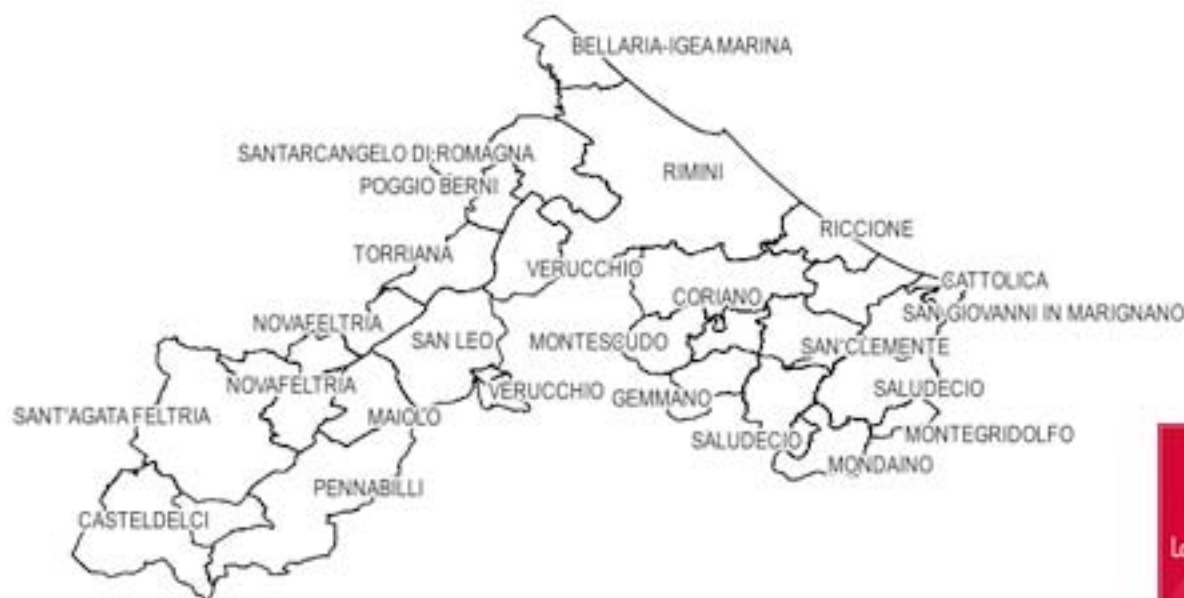 BELLARIA-IGEA MARINA
SANTARCANGELO DI ROMAGNA
RIMINI
POGGIO BERNI
RICCIONE
TORRIANA
VERUCCHIO
CATTOLICA
CORIANO
SAN GIOVANNI IN MARIGNANO
NOVAFELTRIA
SAN LEO
MONTESCUDO
SAN CLEMENTE
NOVAFELTRIA
VERUCCHIO
GEMMANO
SALUDECIO
SANT'AGATA FELTRIA
MAIOLO
SALUDECIO
MONTEGRIDOLFO
MONDAINO
PENNABILLI
CASTELDELCI